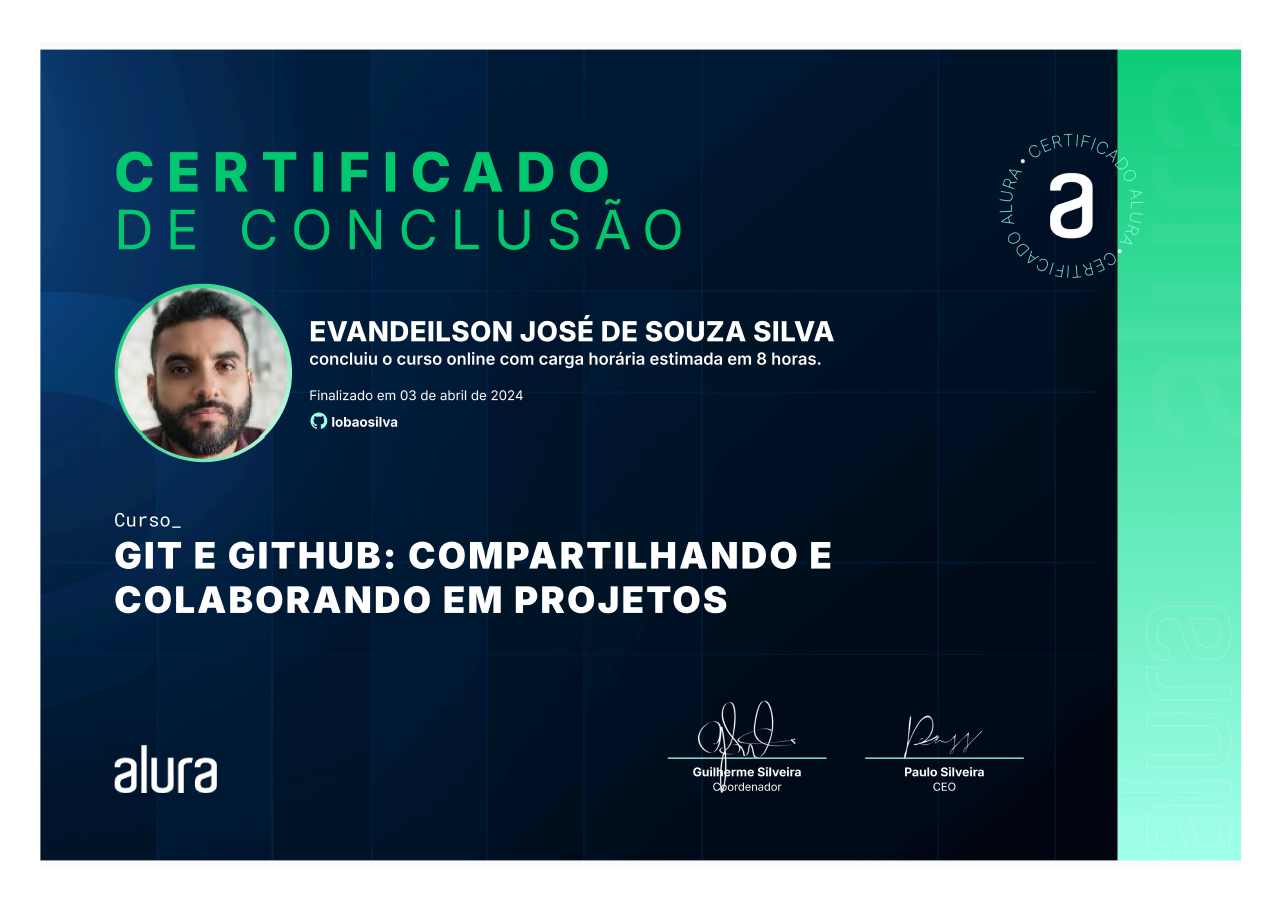 CERTIFICADO
DE CONCLUSÃO
CERTIFICADO ALURA • CERTIFICADO ALURA •
a
EVANDEILSON JOSÉ DE SOUZA SILVA
concluiu o curso online com carga horária estimada em 8 horas.
Finalizado em 03 de abril de 2024
lobaosilva
Curso_
GIT E GITHUB: COMPARTILHANDO E
COLABORANDO EM PROJETOS
alura
Guilherme Silveira
Coordenador
Paulo Silveira
CEO
alura
alura